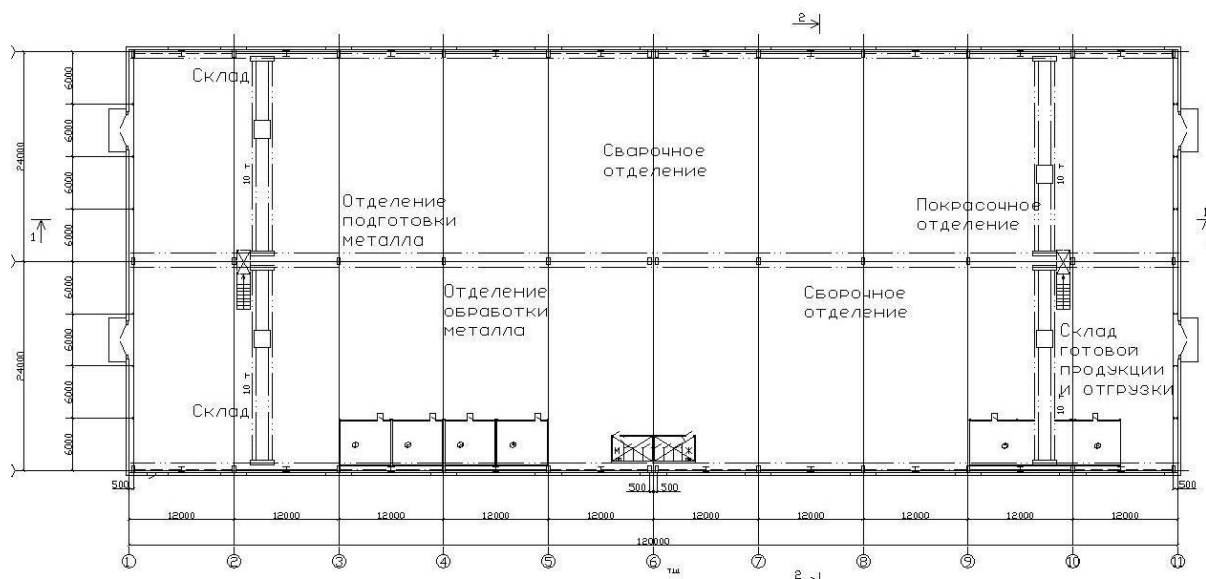 2
Склад
6000
6000
24000
10 т
10 т
Сварочное
отделение
Отделение
подготовки
металла
Покрасочное
отделение
1
1
6000
6000
6000
Отделение
обработки
металла
Сборочное
отделение
Склад
готовой
продукции
и отгрузки
6000
24000
10 т
10 т
6000
Склад
6000
М
Ж
500
500
500
500
12000
12000
12000
12000
12000
12000
12000
12000
12000
12000
120000
1
2
3
4
5
6
7
8
9
10
11
тш
2